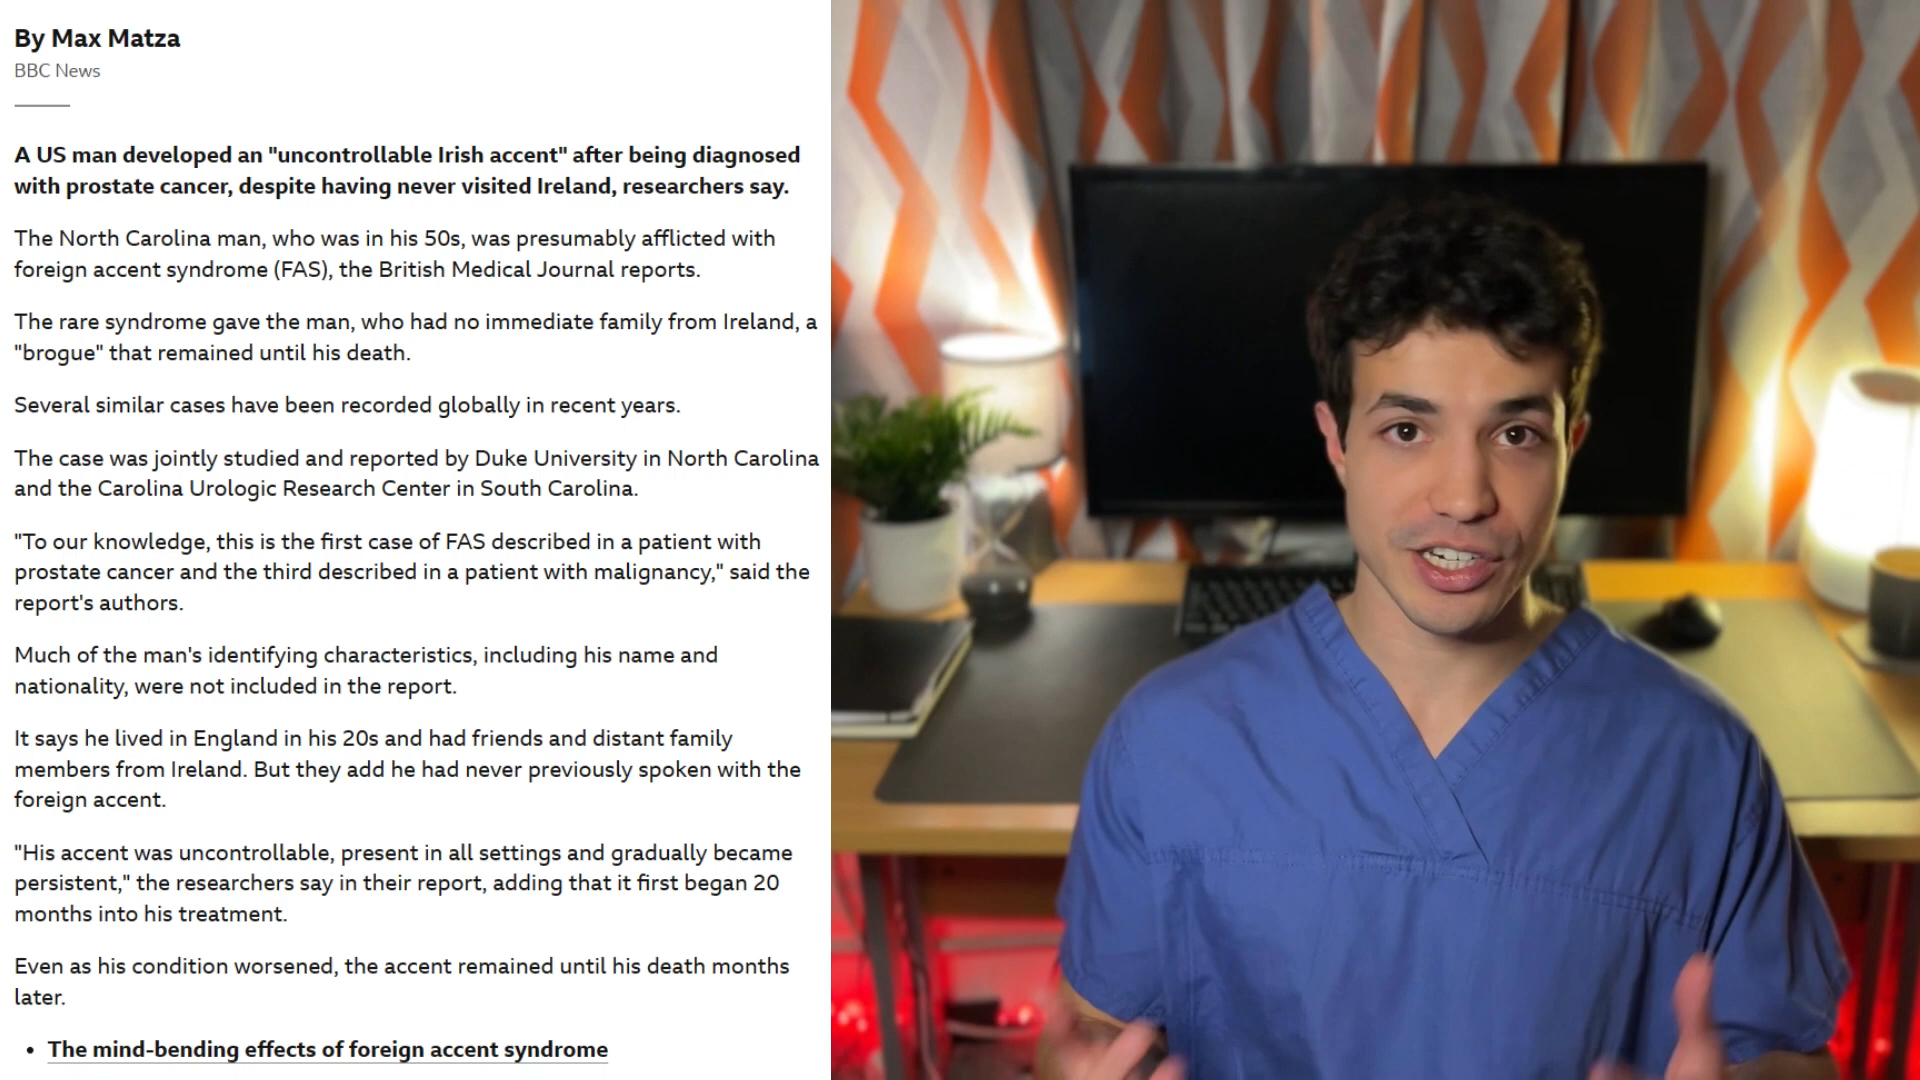 By Max Matza
BBC News
A US man developed an "uncontrollable Irish accent" after being diagnosed
with prostate cancer, despite having never visited Ireland, researchers say.
The North Carolina man, who was in his 50s, was presumably afflicted with
foreign accent syndrome (FAS), the British Medical Journal reports.
The rare syndrome gave the man, who had no immediate family from Ireland, a
"brogue" that remained until his death.
Several similar cases have been recorded globally in recent years.
The case was jointly studied and reported by Duke University in North Carolina
and the Carolina Urologic Research Center in South Carolina.
"To our knowledge, this is the first case of FAS described in a patient with
prostate cancer and the third described in a patient with malignancy," said the
report's authors.
Much of the man's identifying characteristics, including his name and
nationality, were not included in the report.
It says he lived in England in his 20s and had friends and distant family
members from Ireland. But they add he had never previously spoken with the
foreign accent.
"His accent was uncontrollable, present in all settings and gradually became
persistent," the researchers say in their report, adding that it first began 20
months into his treatment.
Even as his condition worsened, the accent remained until his death months
later.
• The mind-bending effects of foreign accent syndrome